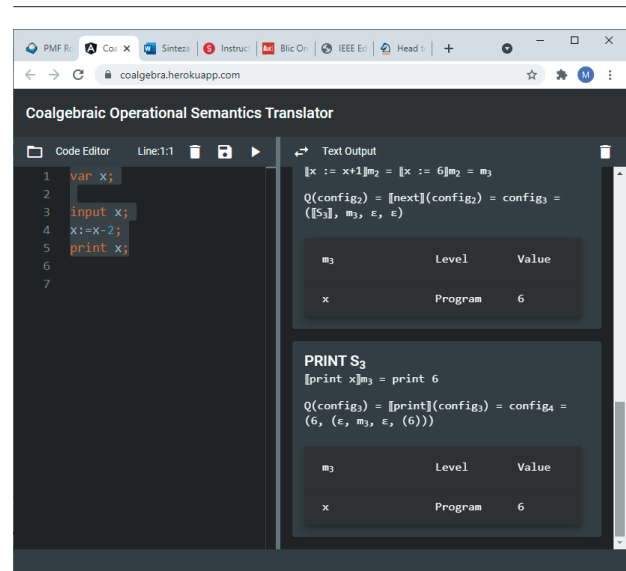 PMF Ro
Coa
Sinteza
Instruct
Blic On
IEEE Ed
Head to
coalgebra.herokuapp.com
M
Coalgebraic Operational Semantics Translator
Code Editor Line:1:1
Text Output
1 var x;
2
3 input x;
4 x:=x-2;
5 print x;
6
7
⟦x := x+1⟧m₂ = ⟦x := 6⟧m₂ = m₃
Q(config₂) = ⟦next⟧(config₂) = config₃ =
(⟦S₃⟧, m₃, ε, ε)
m₃ Level Value
x Program 6
PRINT S₃
⟦print x⟧m₃ = print 6
Q(config₃) = ⟦print⟧(config₃) = config₄ =
(6, (ε, m₃, ε, (6)))
m₃ Level Value
x Program 6